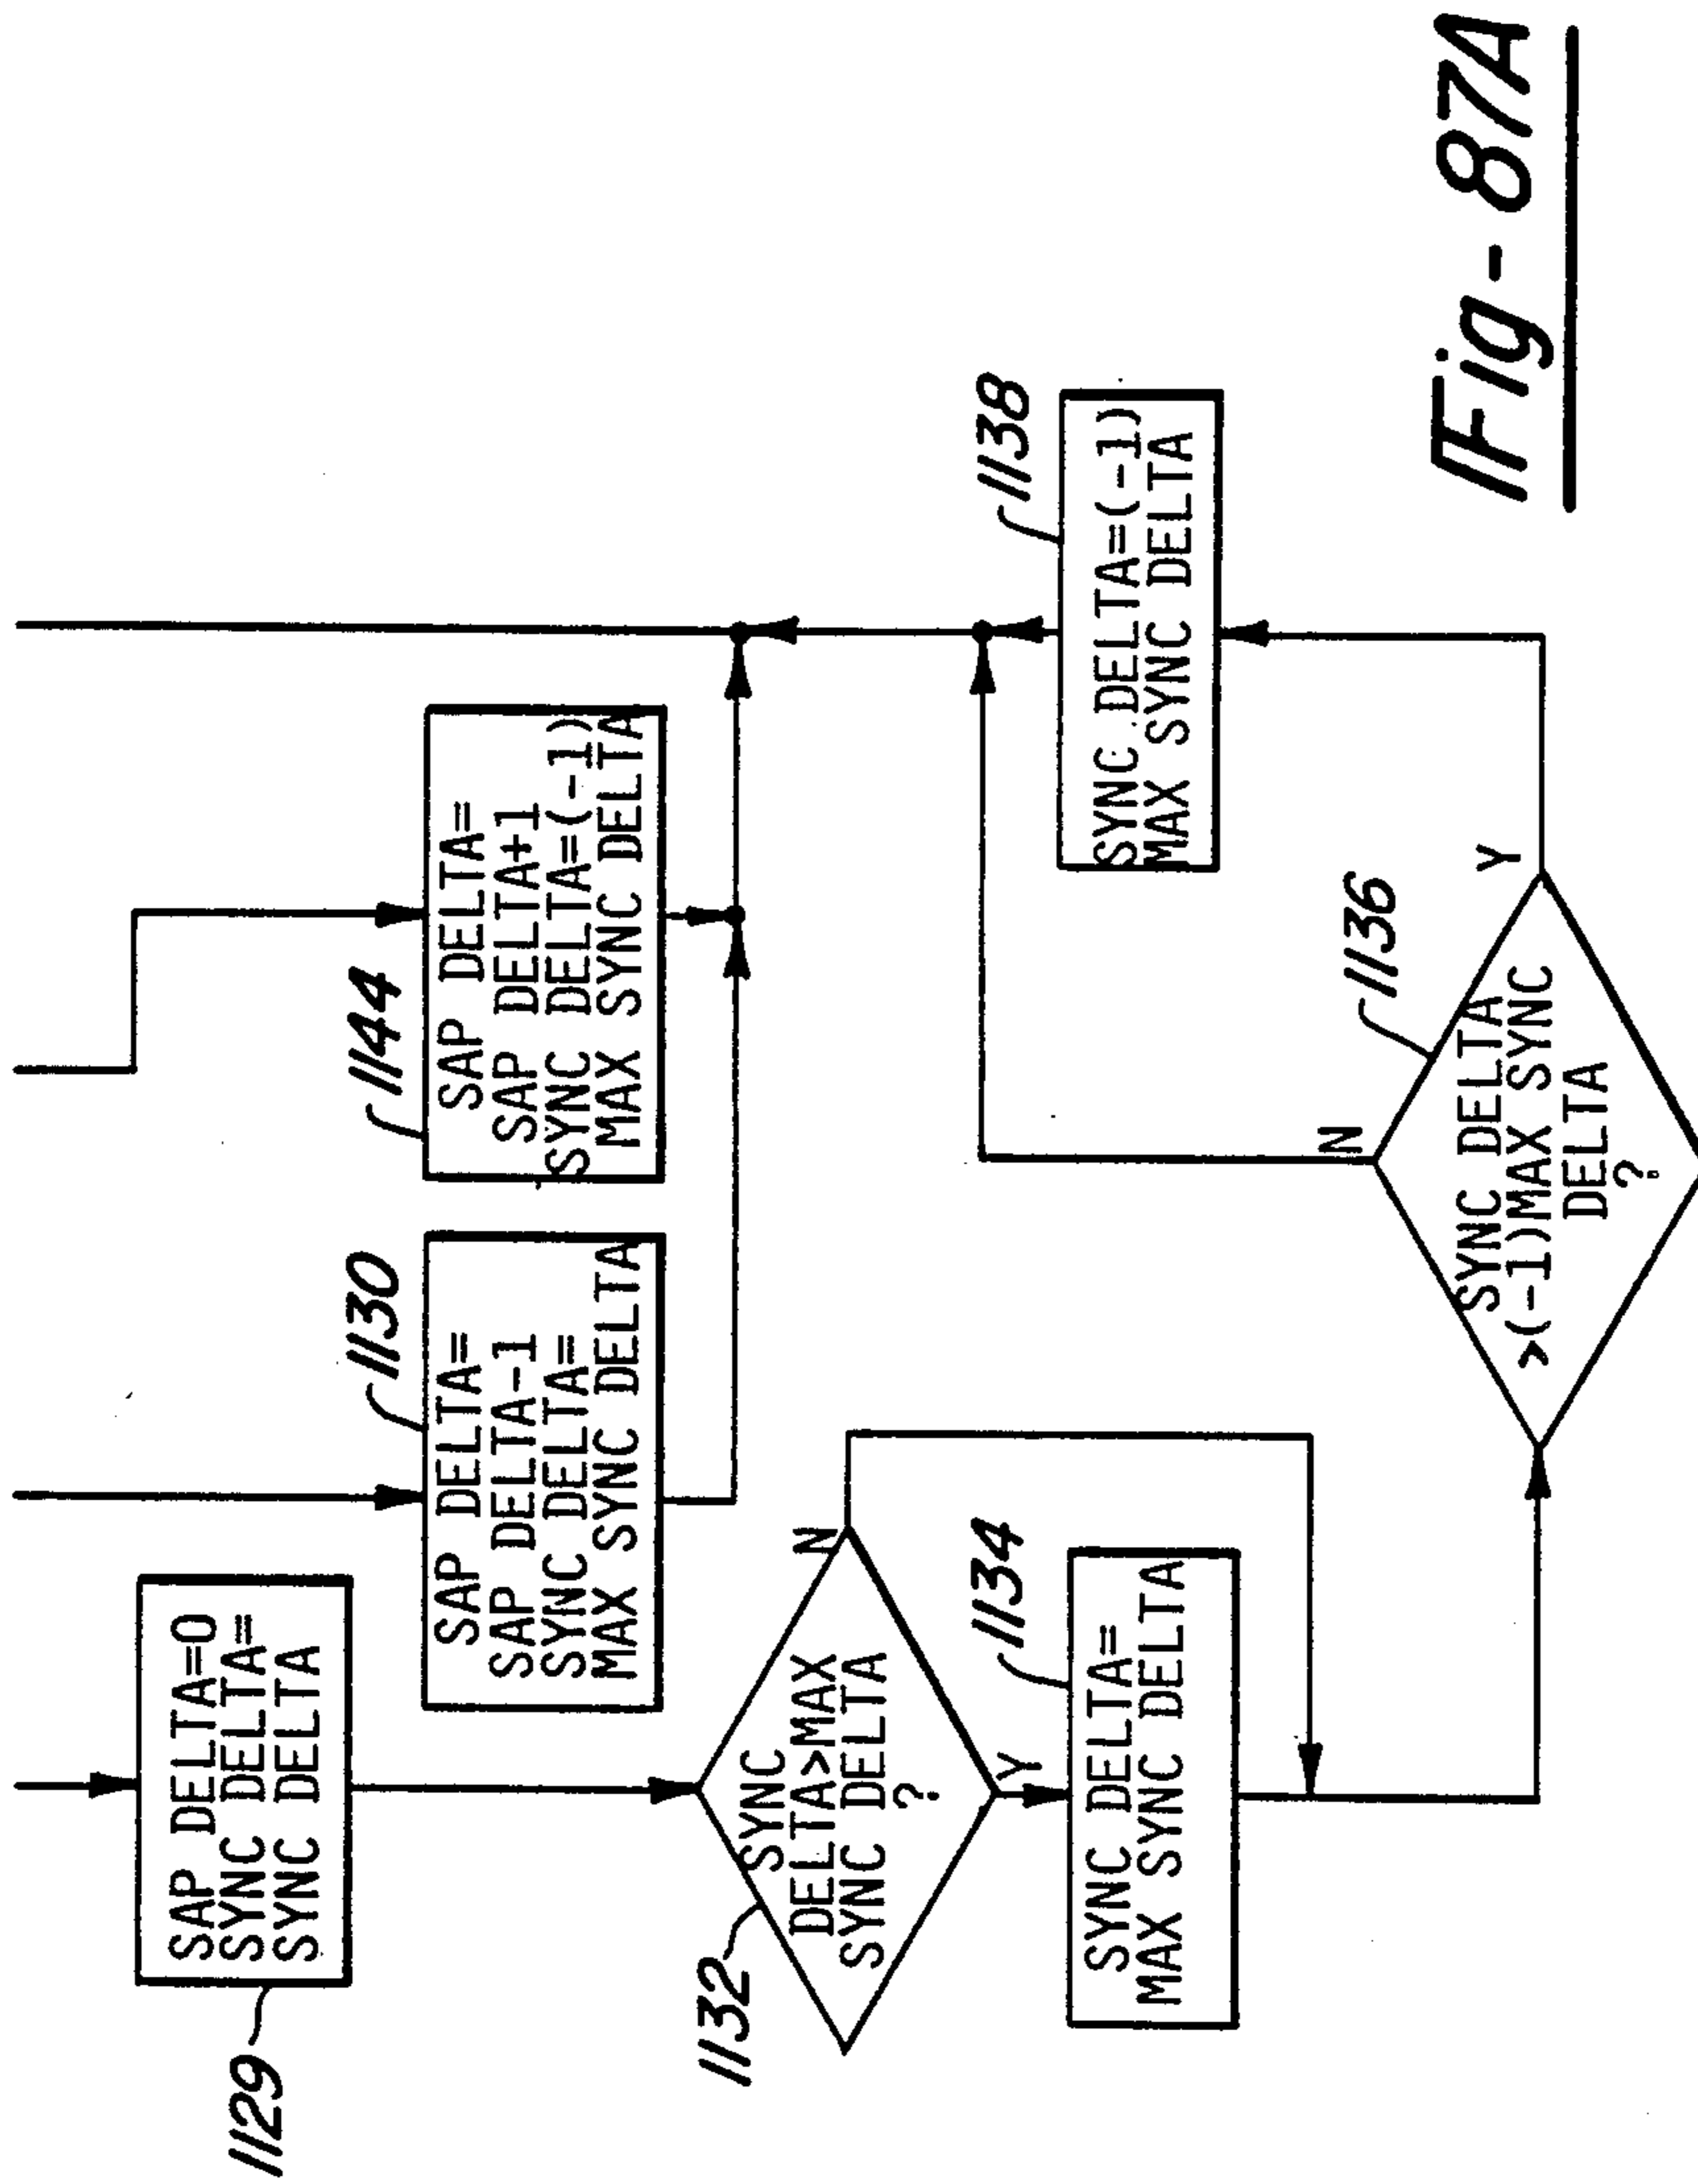 1129
SAP DELTA=0
SYNC DELTA=
SYNC DELTA
1130
SAP DELTA=
SAP DELTA-1
SYNC DELTA=
MAX SYNC DELTA
1144
SAP DELTA=
SAP DELTA+1
SYNC DELTA=(-1)
MAX SYNC DELTA
1132
SYNC
DELTA>MAX
SYNC DELTA
?
N
Y
1134
SYNC DELTA=
MAX SYNC DELTA
1136
SYNC DELTA
>(-1)MAX SYNC
DELTA
?
N
Y
1138
SYNC DELTA=(-1)
MAX SYNC DELTA
Fig-87A